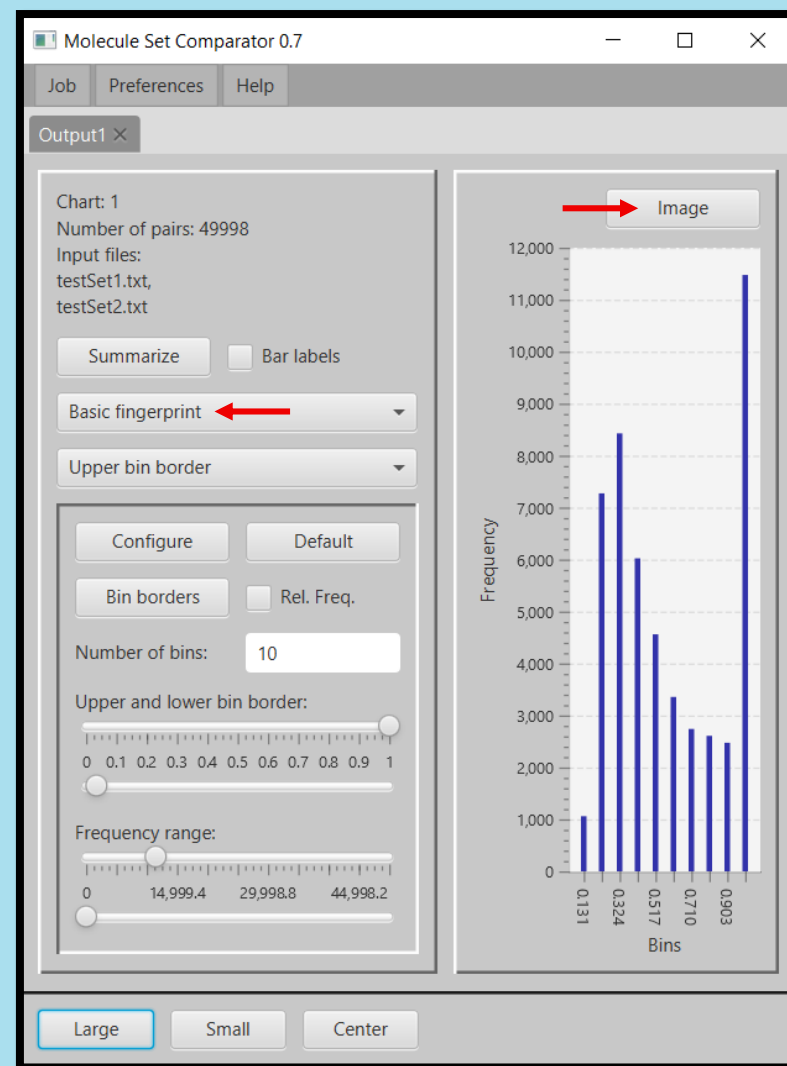 Molecule Set Comparator 0.7
Job Preferences Help
Output1
Chart: 1
Number of pairs: 49998
Input files:
testSet1.txt,
testSet2.txt
Summarize Bar labels
Basic fingerprint
Upper bin border
Configure Default
Bin borders Rel. Freq.
Number of bins: 10
Upper and lower bin border:
0 0.1 0.2 0.3 0.4 0.5 0.6 0.7 0.8 0.9 1
Frequency range:
0 14,999.4 29,998.8 44,998.2
Image
12,000
11,000
10,000
9,000
8,000
7,000
6,000
5,000
4,000
3,000
2,000
1,000
0
Frequency
0.131 0.324 0.517 0.710 0.903
Bins
Large Small Center